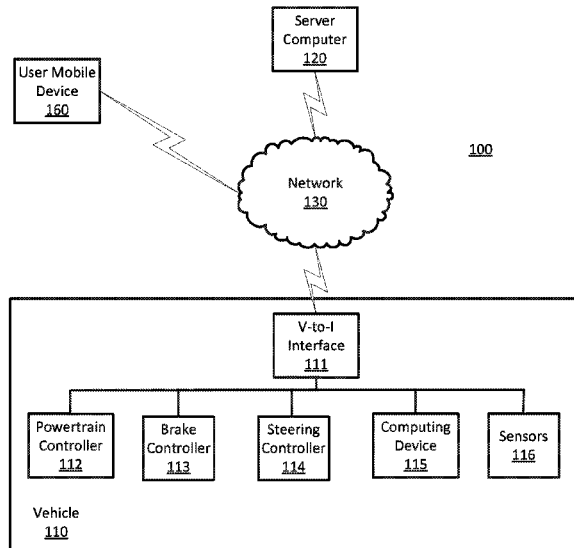 Server
Computer
120
User Mobile
Device
160
100
Network
130
V-to-I
Interface
111
Powertrain
Controller
112
Brake
Controller
113
Steering
Controller
114
Computing
Device
115
Sensors
116
Vehicle
110